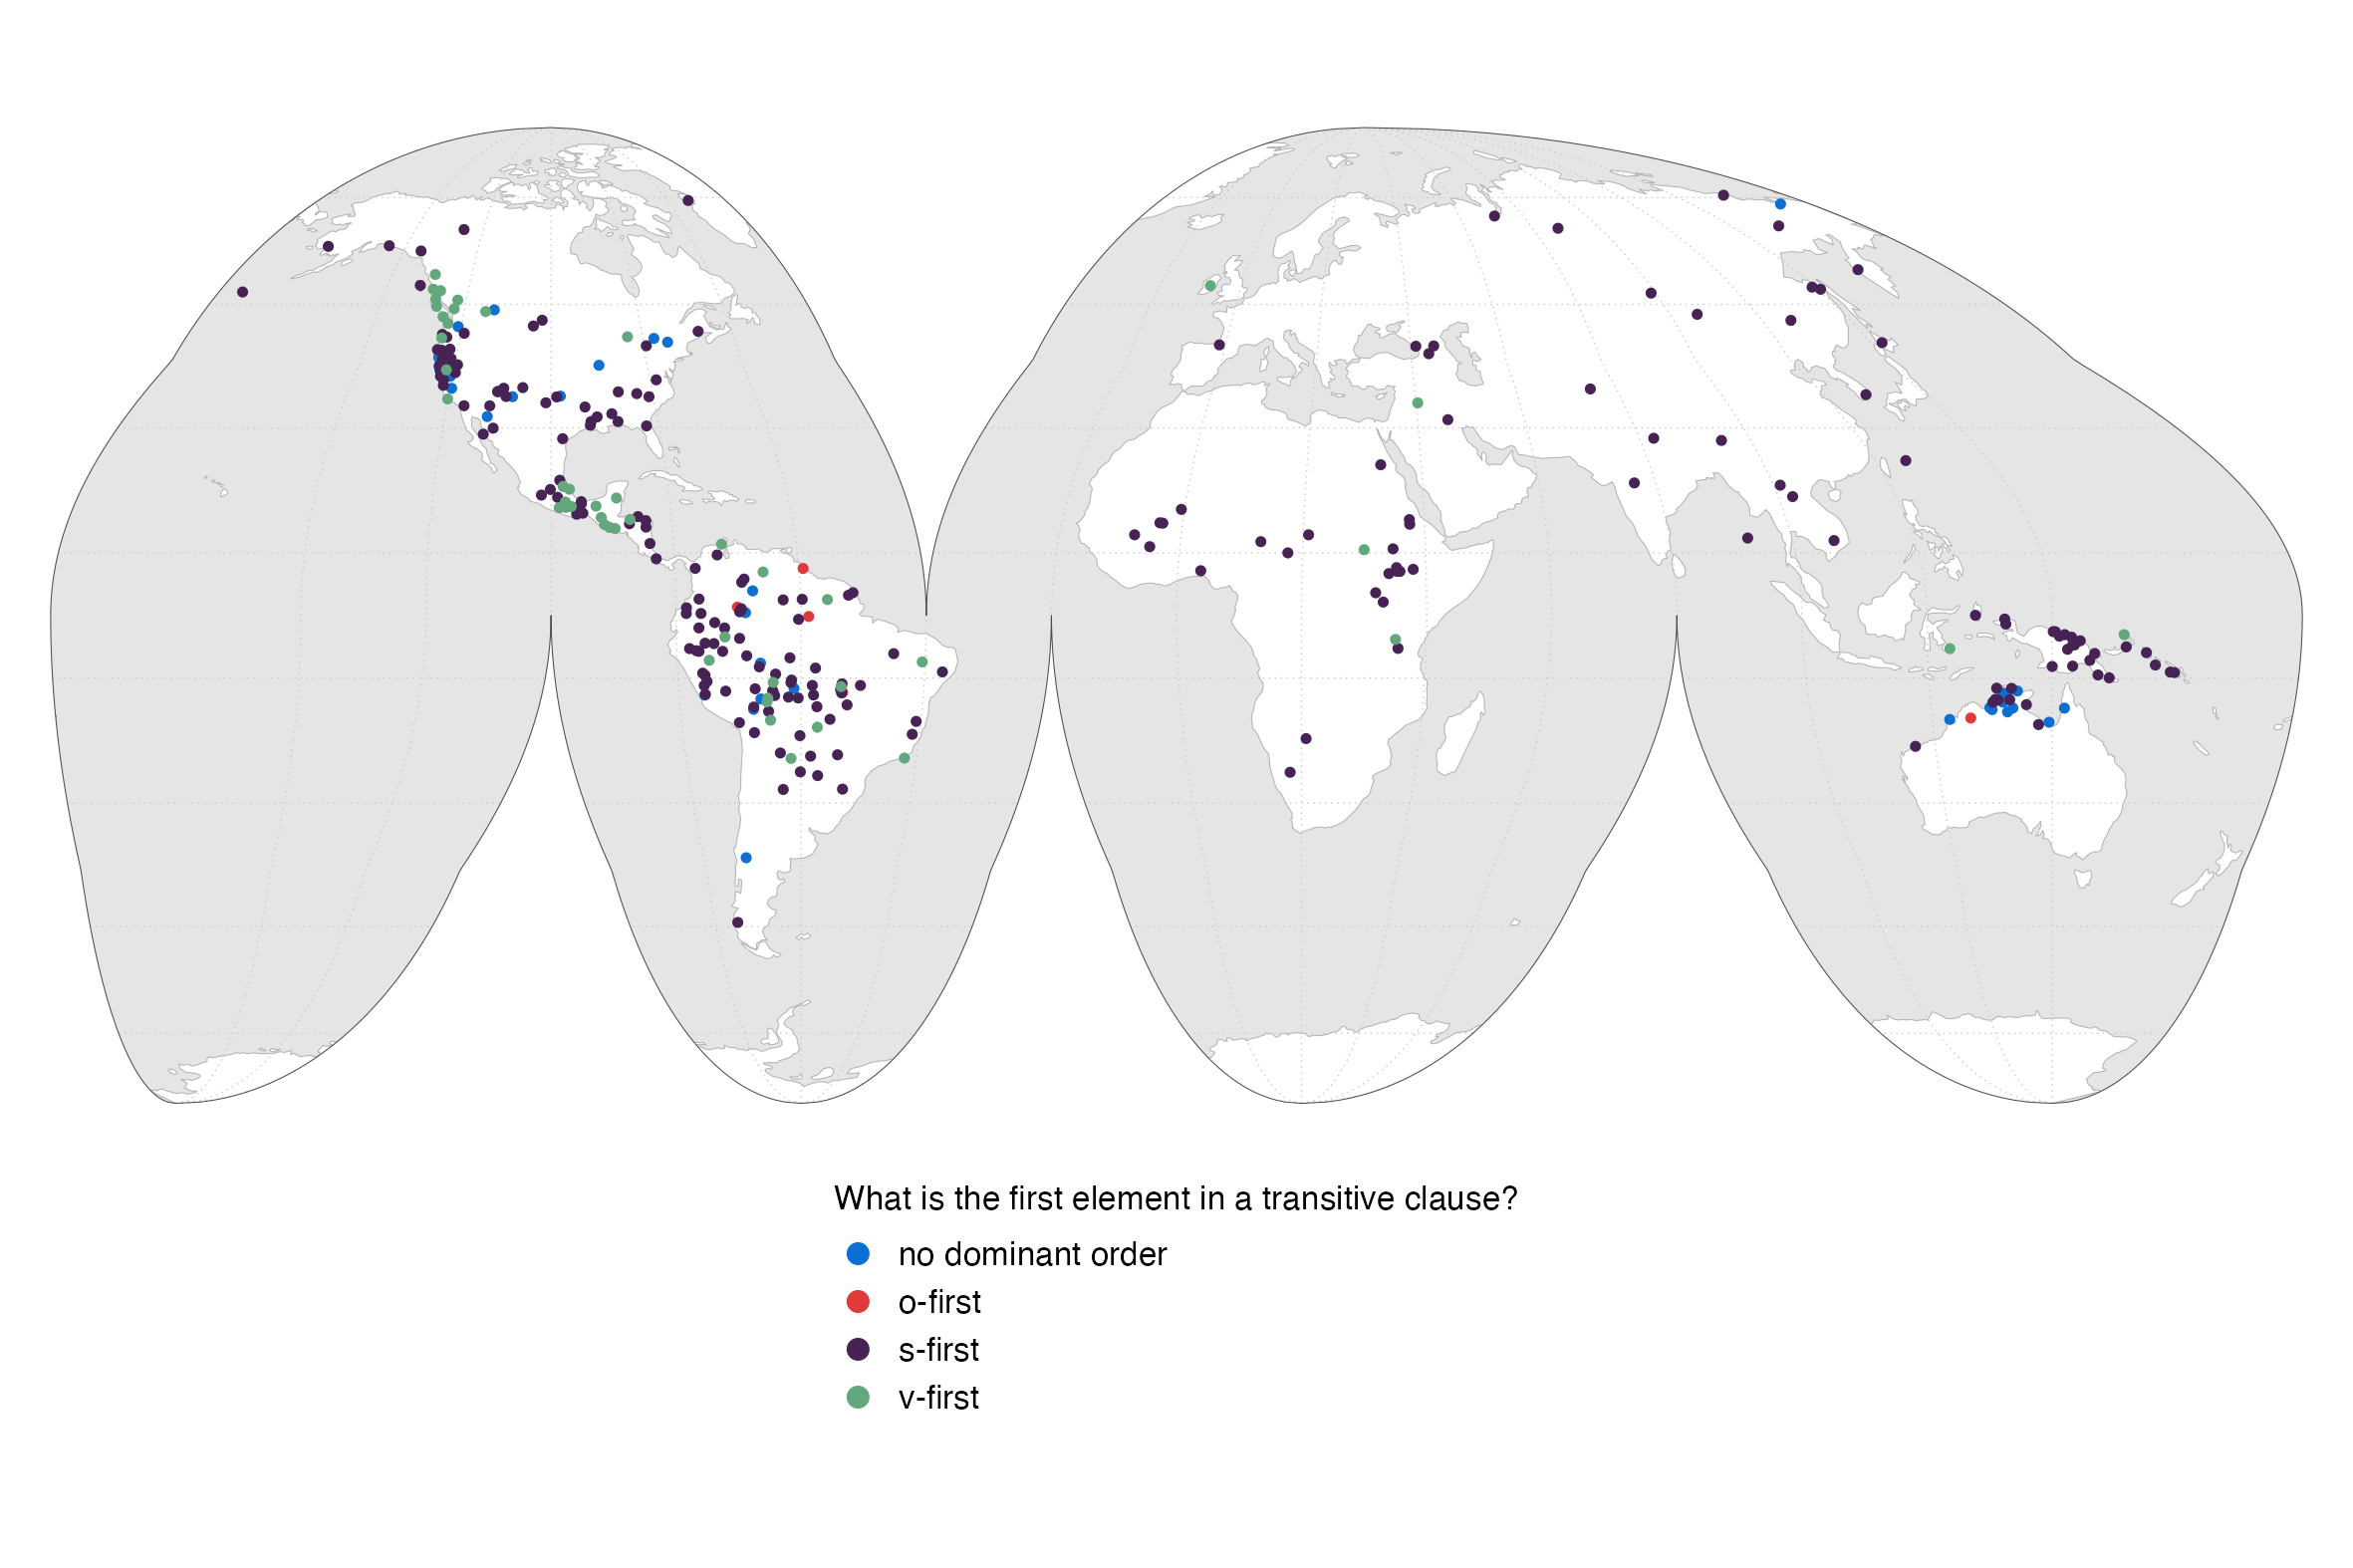 What is the first element in a transitive clause?
no dominant order
o-first
s-first
v-first